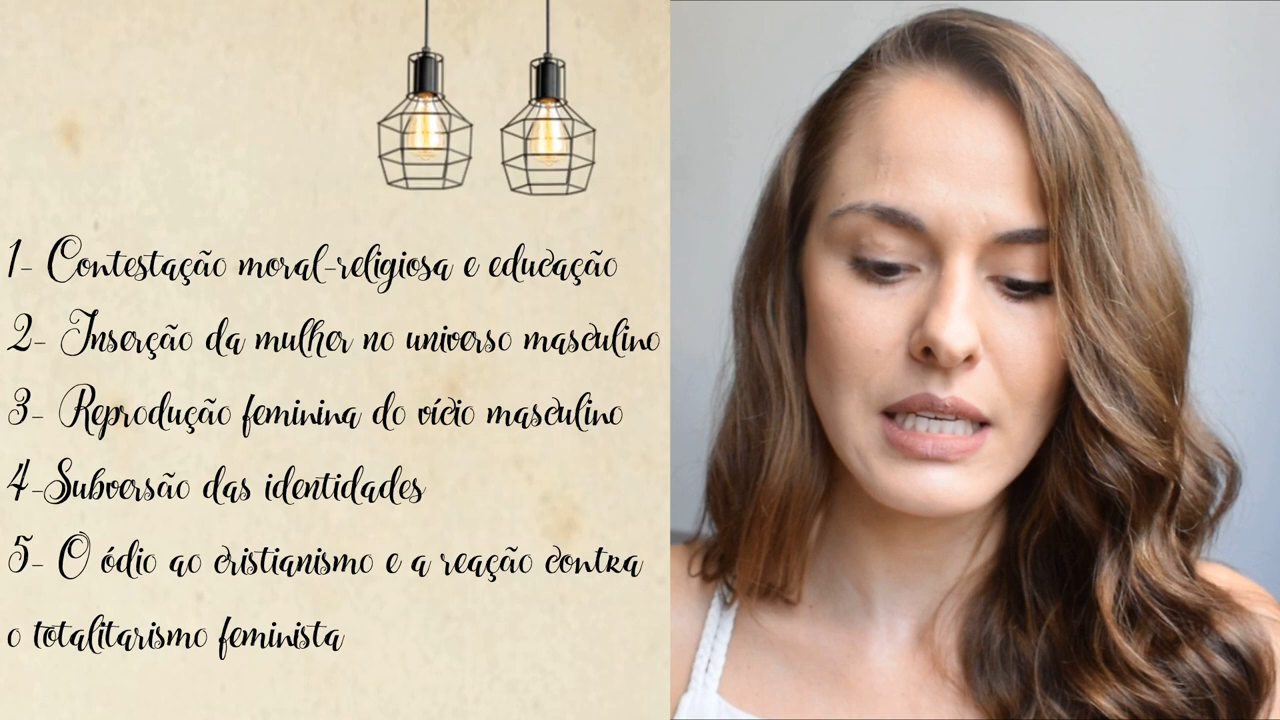 1- Contestação moral-religiosa e educação
2- Inserção da mulher no universo masculino
3- Reprodução feminina do vício masculino
4-Subversão das identidades
5- O ódio ao cristianismo e a reação contra
o totalitarismo feminista